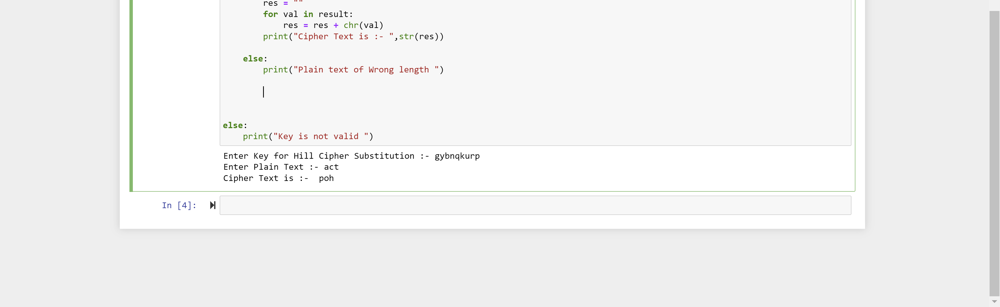 res = ""
for val in result:
res = res + chr(val)
print("Cipher Text is :- ",str(res))
else:
print("Plain text of Wrong length ")
else:
print("Key is not valid ")
Enter Key for Hill Cipher Substitution :- gybnqkurp
Enter Plain Text :- act
Cipher Text is :-  poh
In [4]: